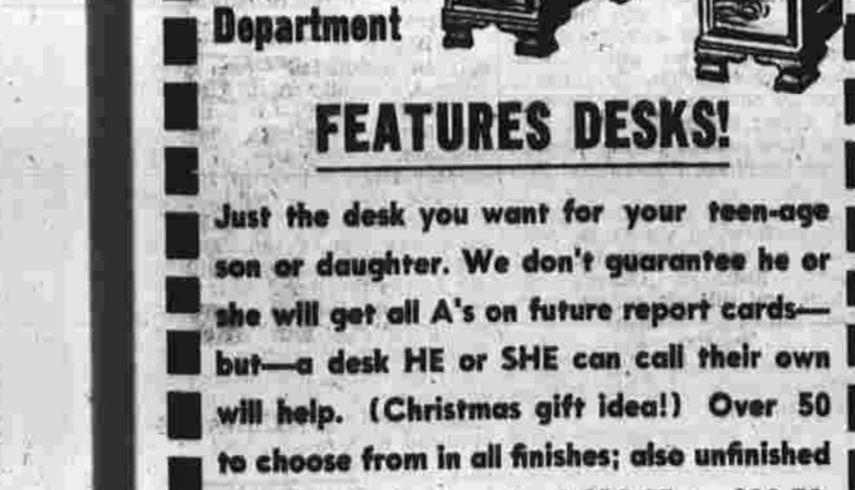 Department
FEATURES DESKS!
Just the desk you want for your teen-age
son or daughter. We don't guarantee he or
she will get all A's on future report cards—
but—a desk HE or SHE can call their own
will help. (Christmas gift idea!) Over 50
to choose from in all finishes; also unfinished